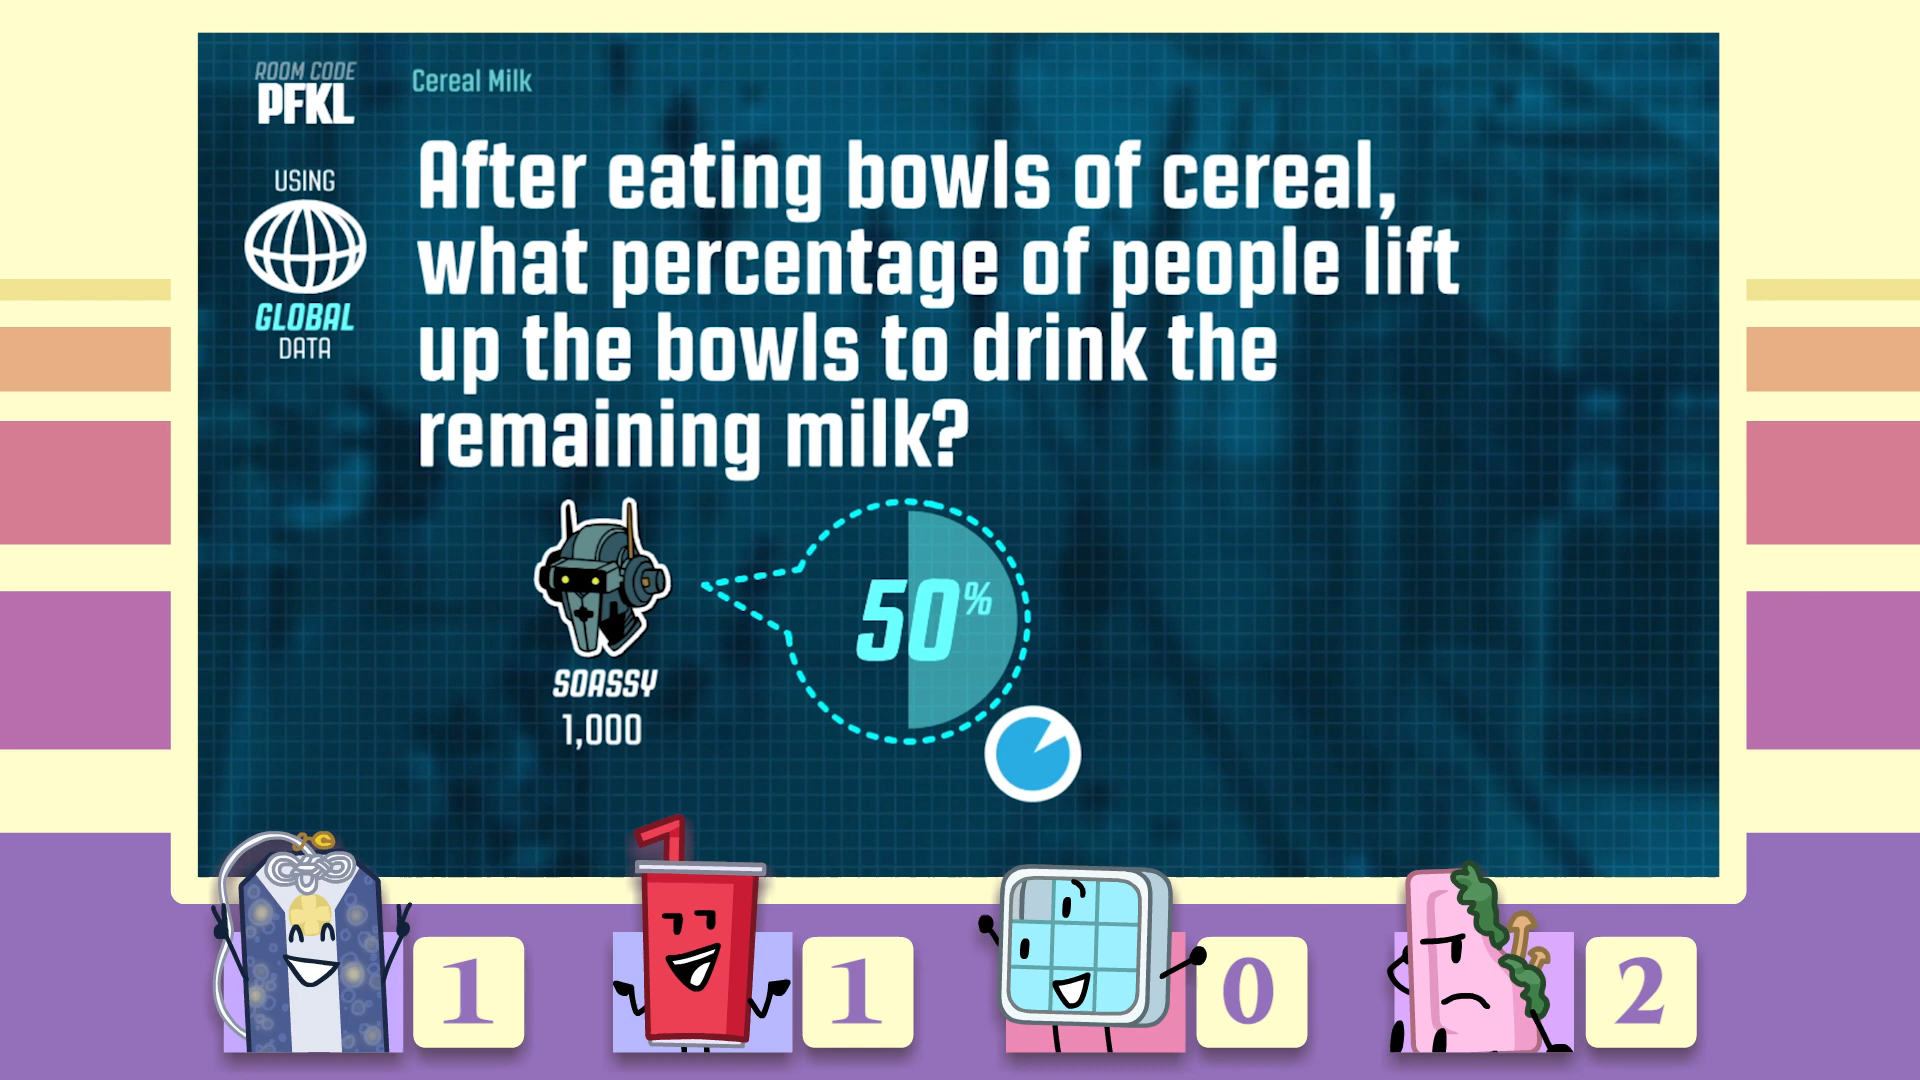 ROOM CODE
PFKL
USING
GLOBAL
DATA
Cereal Milk
After eating bowls of cereal,
what percentage of people lift
up the bowls to drink the
remaining milk?
50%
SOASSY
1,000
1
1
0
2